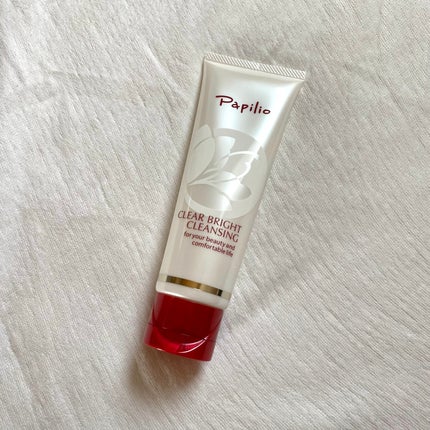 Papilio
CLEAR BRIGHT
CLEANSING
for your beauty and
comfortable life